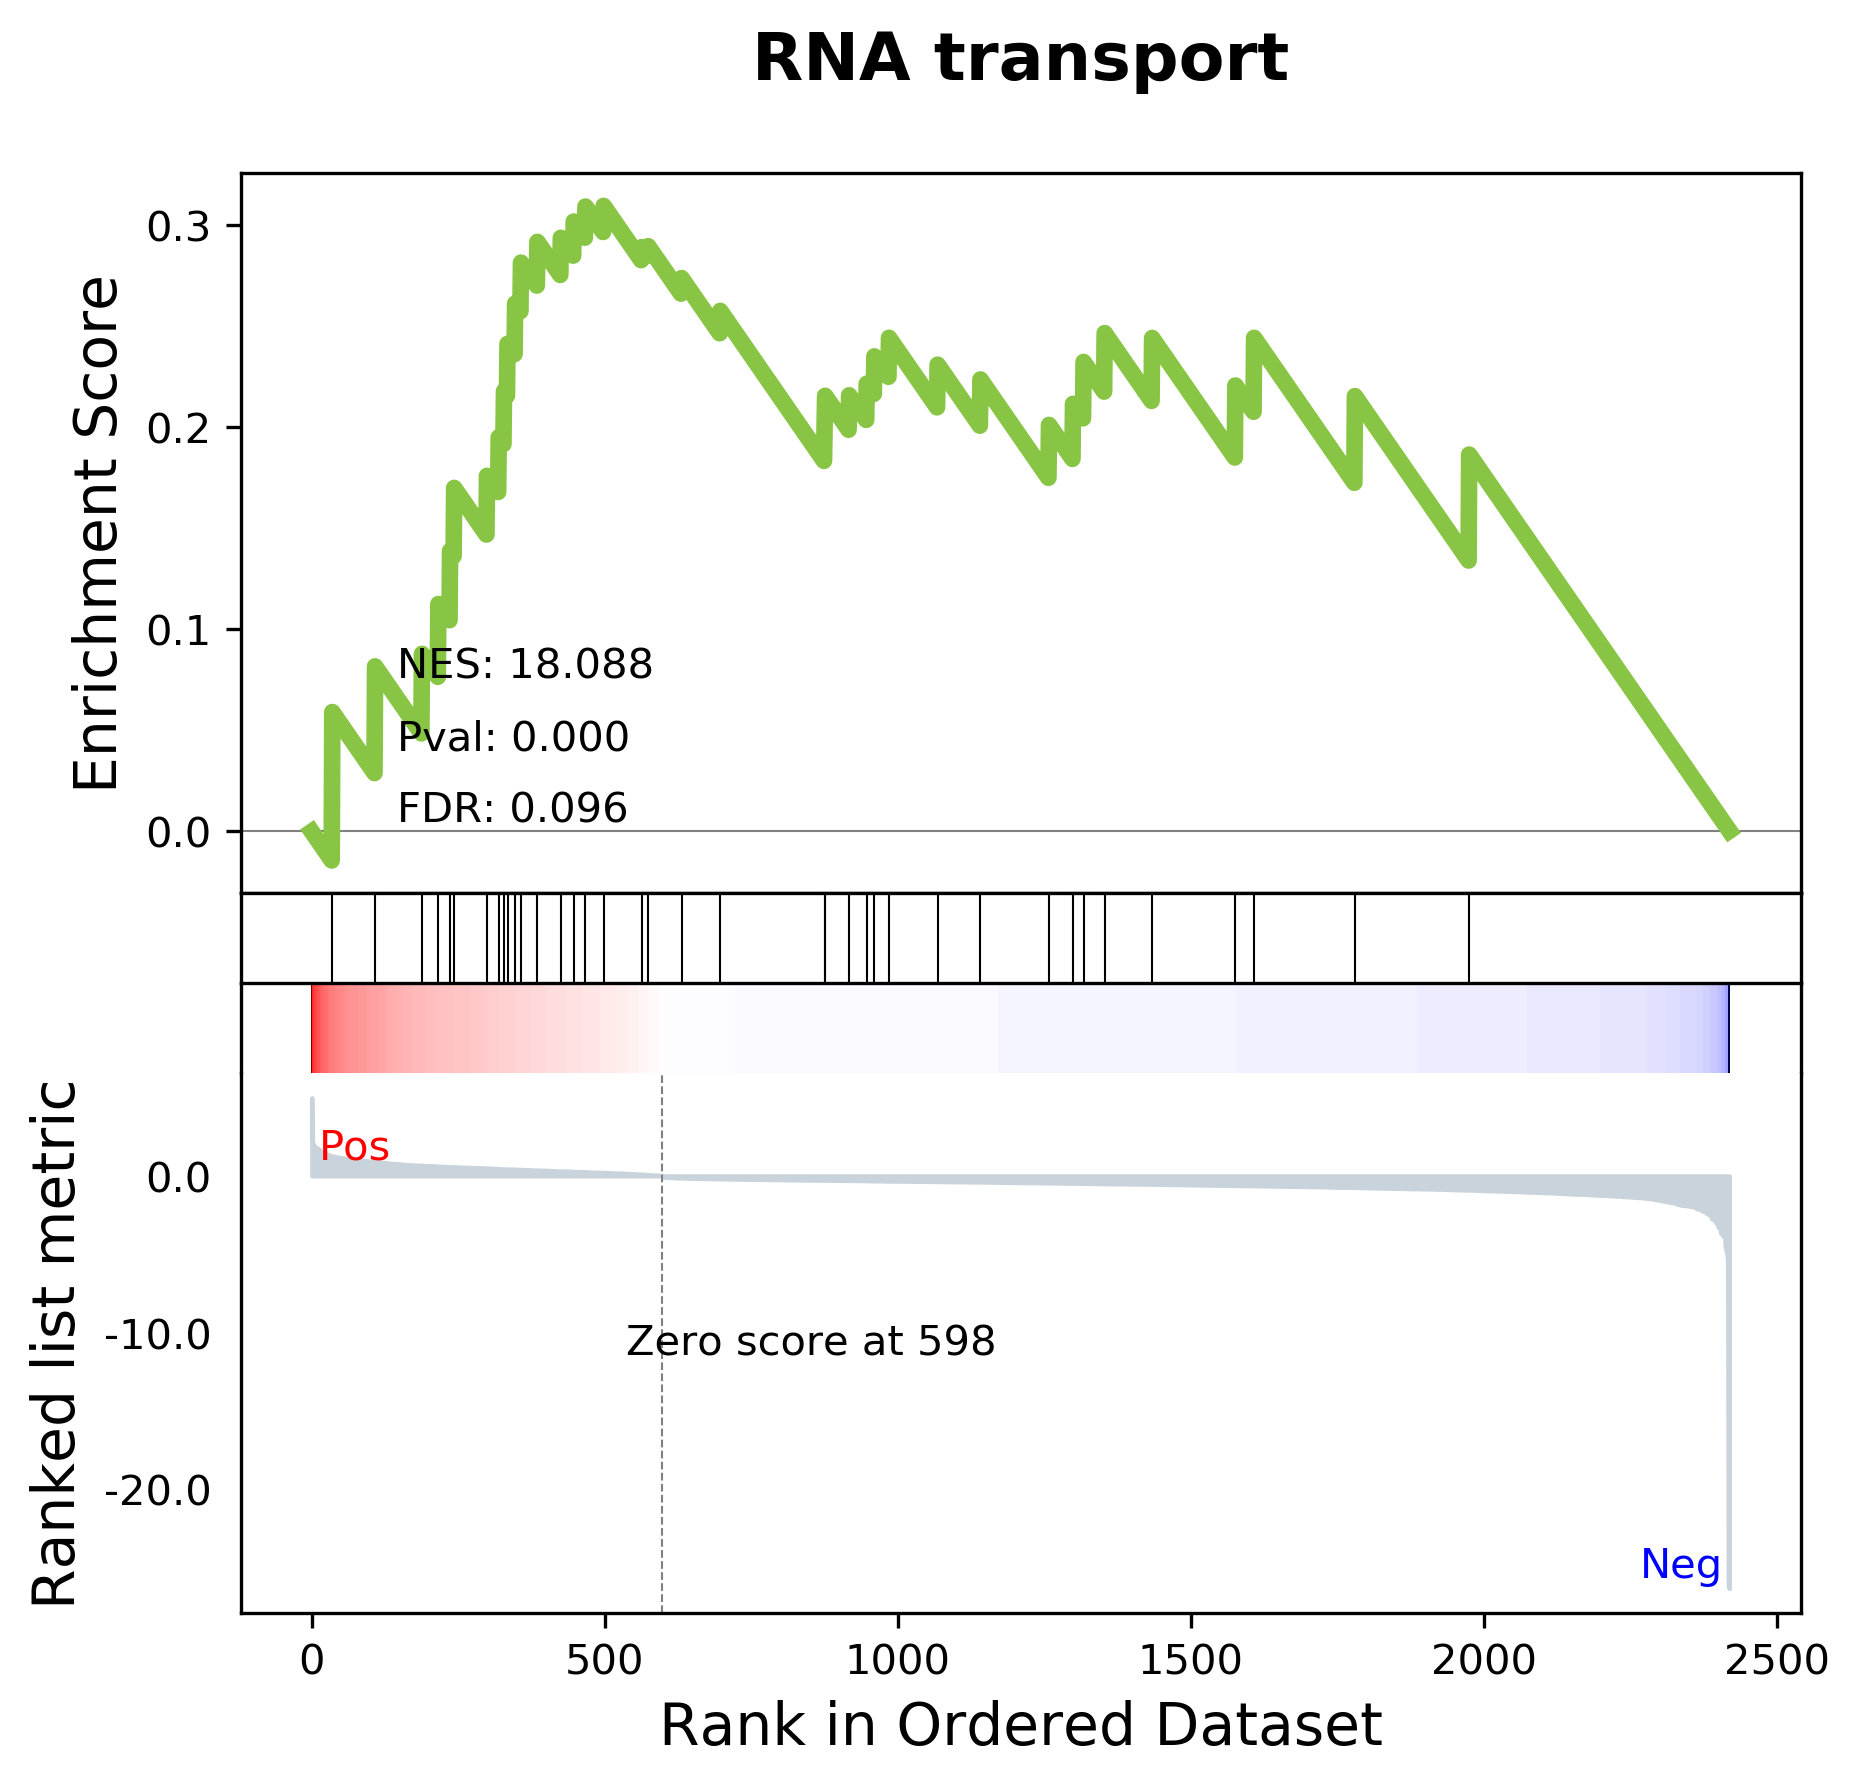 RNA transport
Enrichment Score
0.3
0.2
0.1
0.0
NES: 18.088
Pval: 0.000
FDR: 0.096
Ranked list metric
0.0
-10.0
-20.0
Pos
Zero score at 598
Neg
0 500 1000 1500 2000 2500
Rank in Ordered Dataset